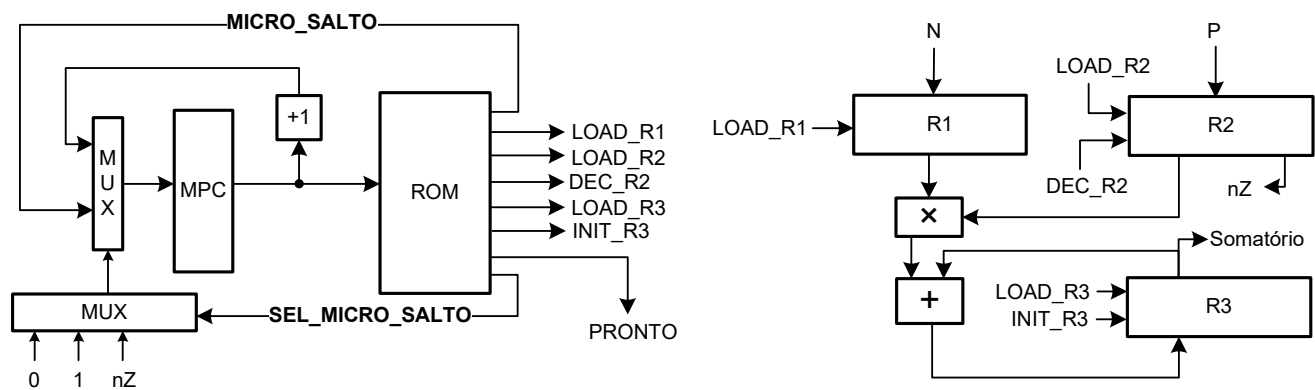 MICRO_SALTO
+1
M
U
X
MPC
ROM
LOAD_R1
LOAD_R2
DEC_R2
LOAD_R3
INIT_R3
MUX
SEL_MICRO_SALTO
PRONTO
0 1 nZ
N
P
LOAD_R2
LOAD_R1
R1
R2
DEC_R2
nZ
×
Somatório
+
LOAD_R3
INIT_R3
R3